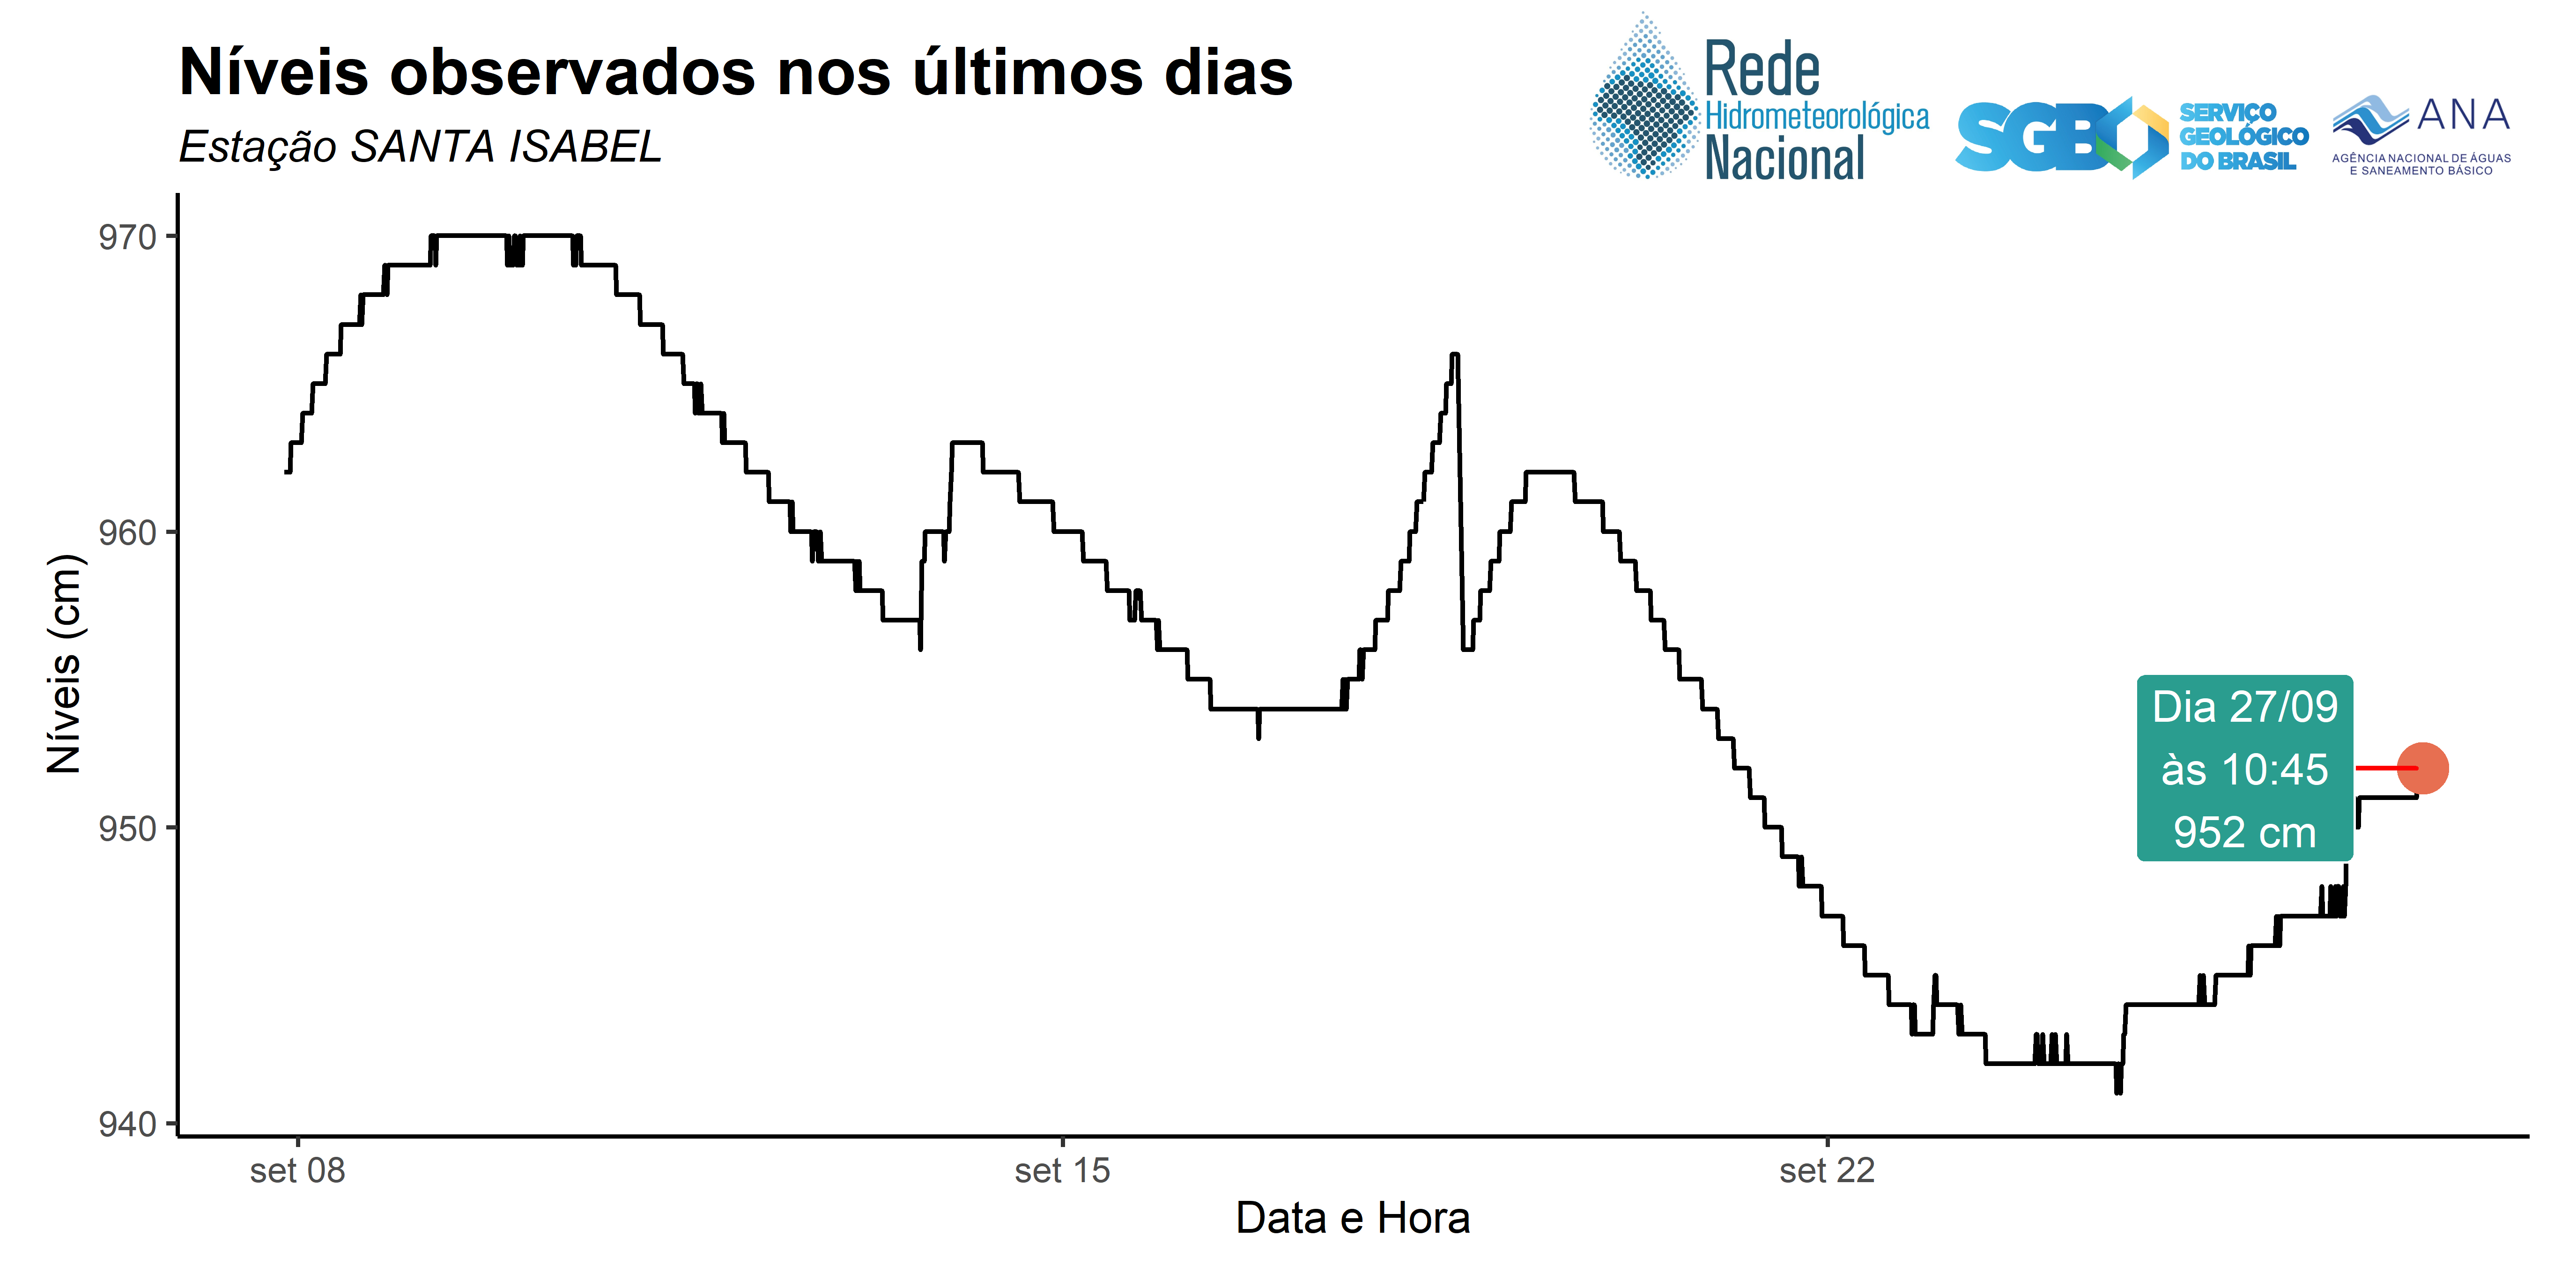 Níveis observados nos últimos dias
Estação SANTA ISABEL
Rede
Hidrometeorológica
Nacional
SGB
SERVIÇO
GEOLÓGICO
DO BRASIL
ANA
AGÊNCIA NACIONAL DE ÁGUAS
E SANEAMENTO BÁSICO
Níveis (cm)
970
960
950
940
Dia 27/09
às 10:45
952 cm
set 08
set 15
set 22
Data e Hora